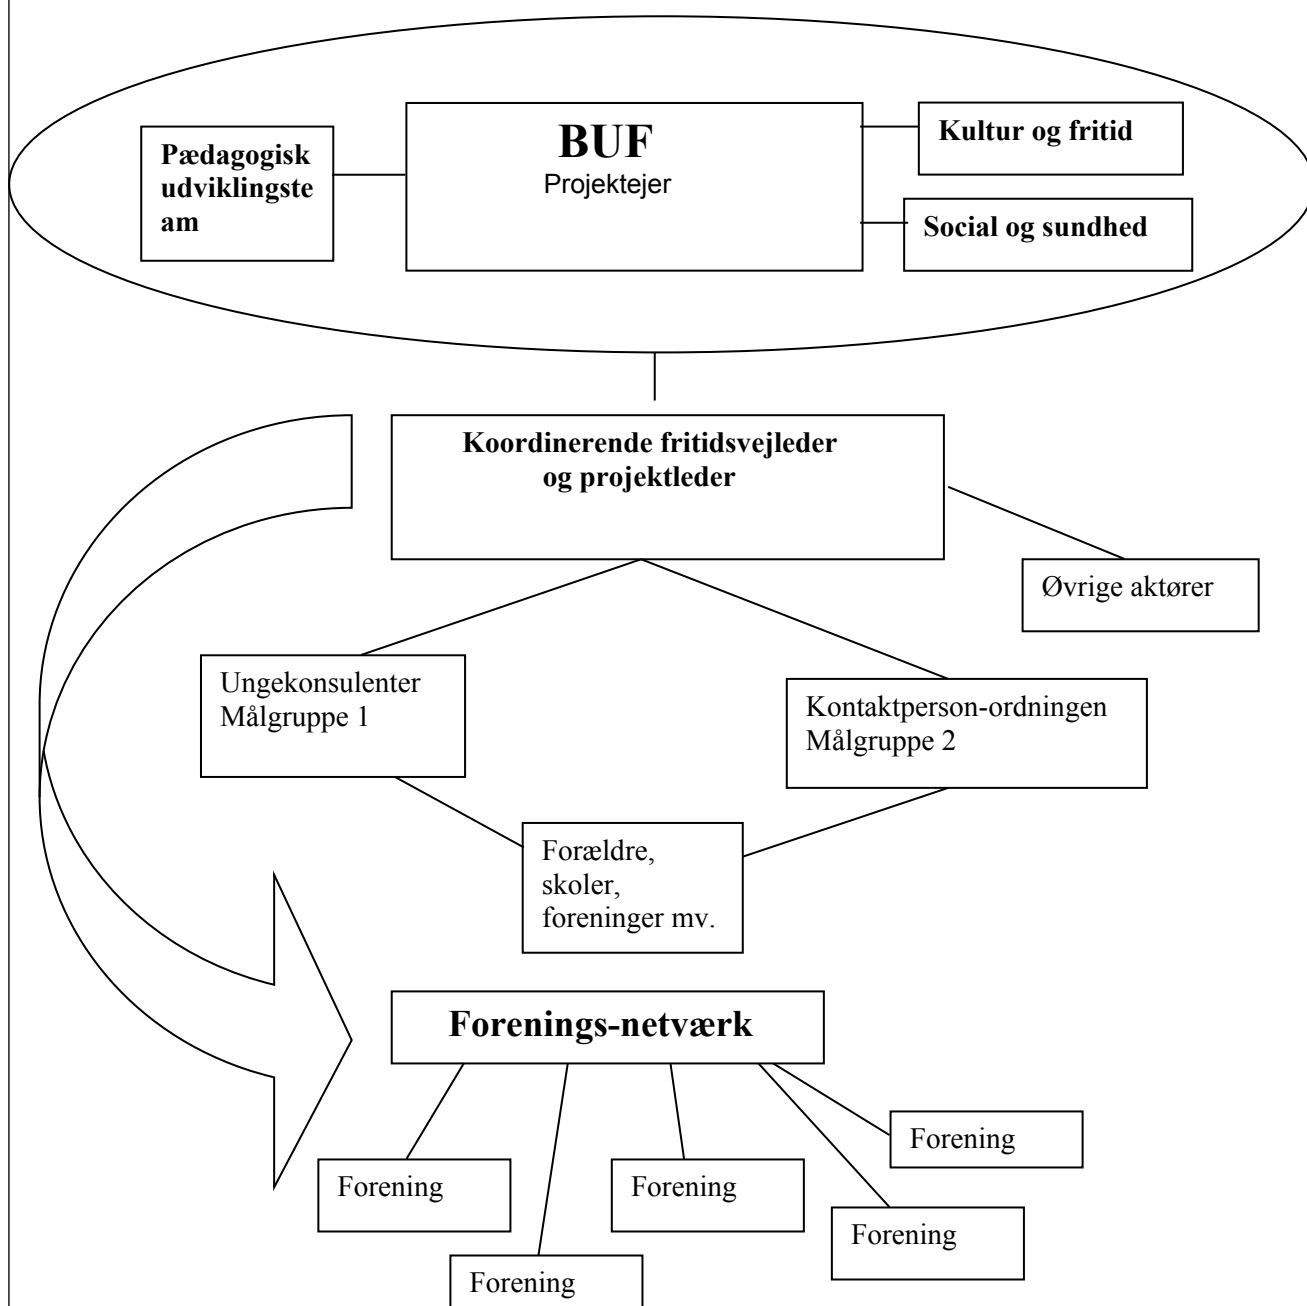 Pædagogisk
udviklingste
am
BUF
Projektejer
Kultur og fritid
Social og sundhed
Koordinerende fritidsvejleder
og projektleder
Øvrige aktører
Ungekonsulenter
Målgruppe 1
Kontaktperson-ordningen
Målgruppe 2
Forældre,
skoler,
foreninger mv.
Forenings-netværk
Forening
Forening
Forening
Forening
Forening